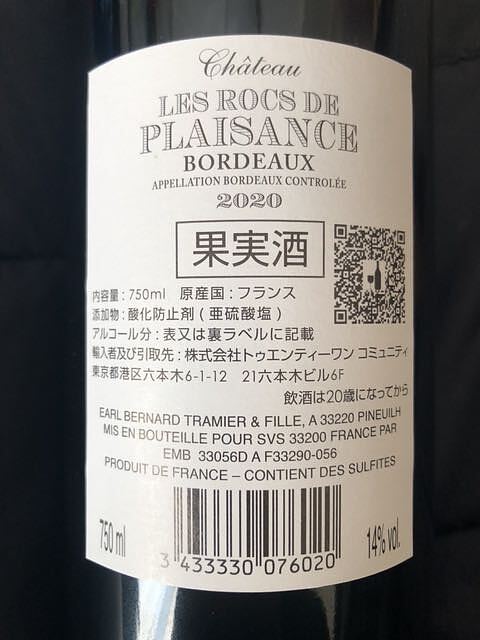 Château
LES ROCS DE
PLAISANCE
BORDEAUX
APPELLATION BORDEAUX CONTROLÉE
2020
果実酒
内容量：750ml 原産国：フランス
添加物：酸化防止剤（亜硫酸塩）
アルコール分：表又は裏ラベルに記載
輸入者及び引取先：株式会社トゥエンティーワン コミュニティ
東京都港区六本木6-1-12 21六本木ビル6F
飲酒は20歳になってから
EARL BERNARD TRAMIER & FILLE, A 33220 PINEUILH
MIS EN BOUTEILLE POUR SVS 33200 FRANCE PAR
EMB 33056D A F33290-056
PRODUIT DE FRANCE – CONTIENT DES SULFITES
750 ml
14% vol.
3 433330 076020